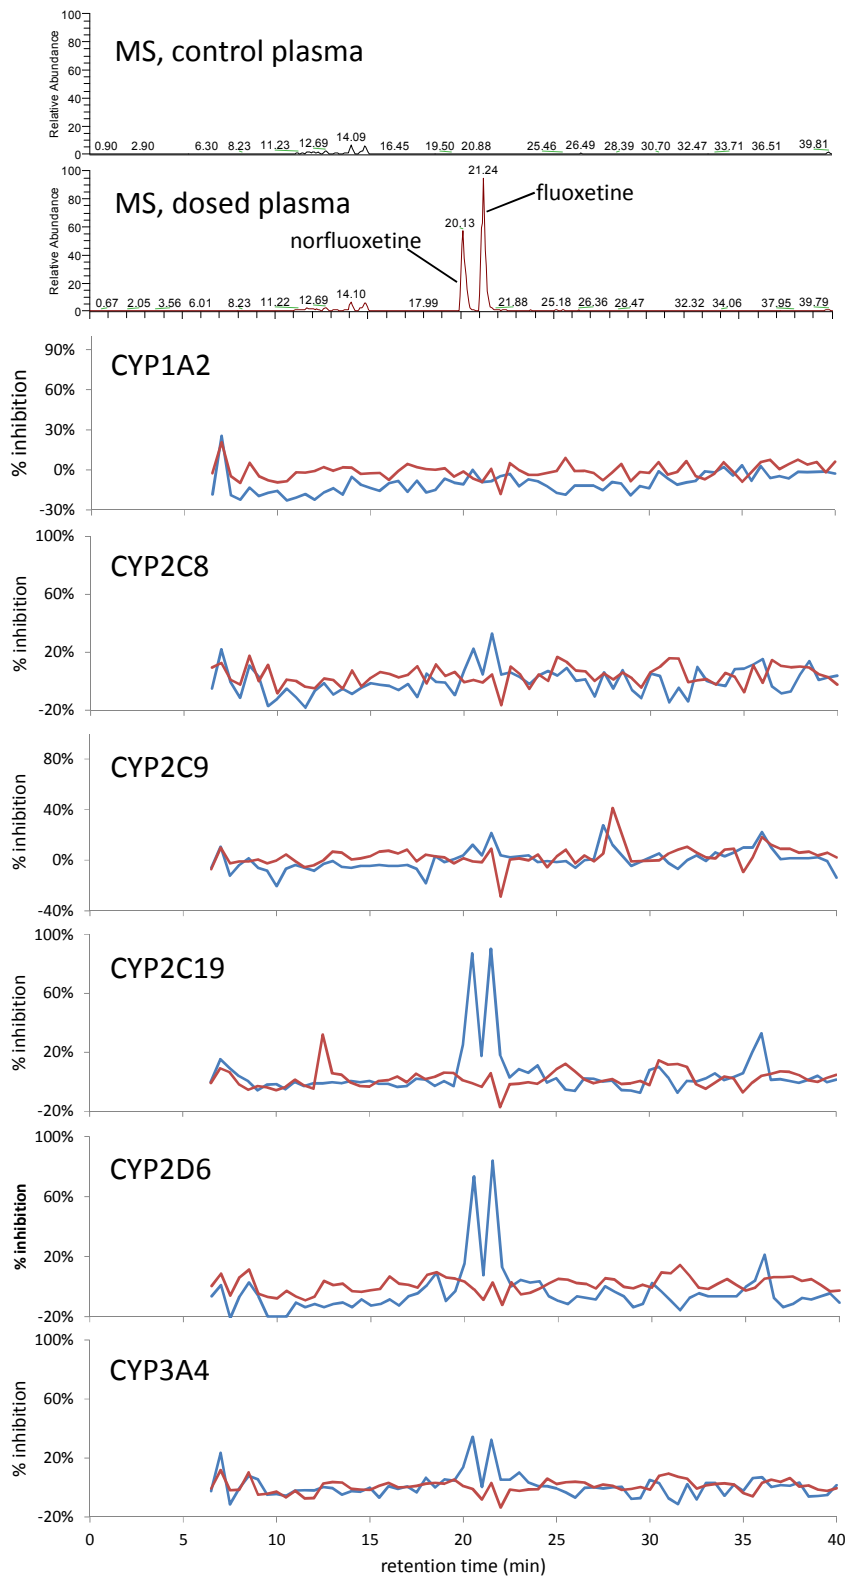 100
80
60
40
20
0
Relative Abundance
MS, control plasma
0.90 2.90 6.30 8.23 11.23 12.69 14.09 16.45 19.50 20.88 25.46 26.49 28.39 30.70 32.47 33.71 36.51 39.81
100
80
60
40
20
0
Relative Abundance
MS, dosed plasma
21.24
fluoxetine
20.13
norfluoxetine
0.67 2.05 3.56 6.01 8.23 11.22 12.69 14.10 17.99 21.88 25.18 26.36 28.47 32.32 34.06 37.95 39.79
90%
60%
30%
0%
-30%
% inhibition
CYP1A2
100%
60%
20%
-20%
% inhibition
CYP2C8
80%
40%
0%
-40%
% inhibition
CYP2C9
100%
60%
20%
-20%
% inhibition
CYP2C19
100%
60%
20%
-20%
% inhibition
CYP2D6
100%
60%
20%
-20%
% inhibition
CYP3A4
0 5 10 15 20 25 30 35 40
retention time (min)